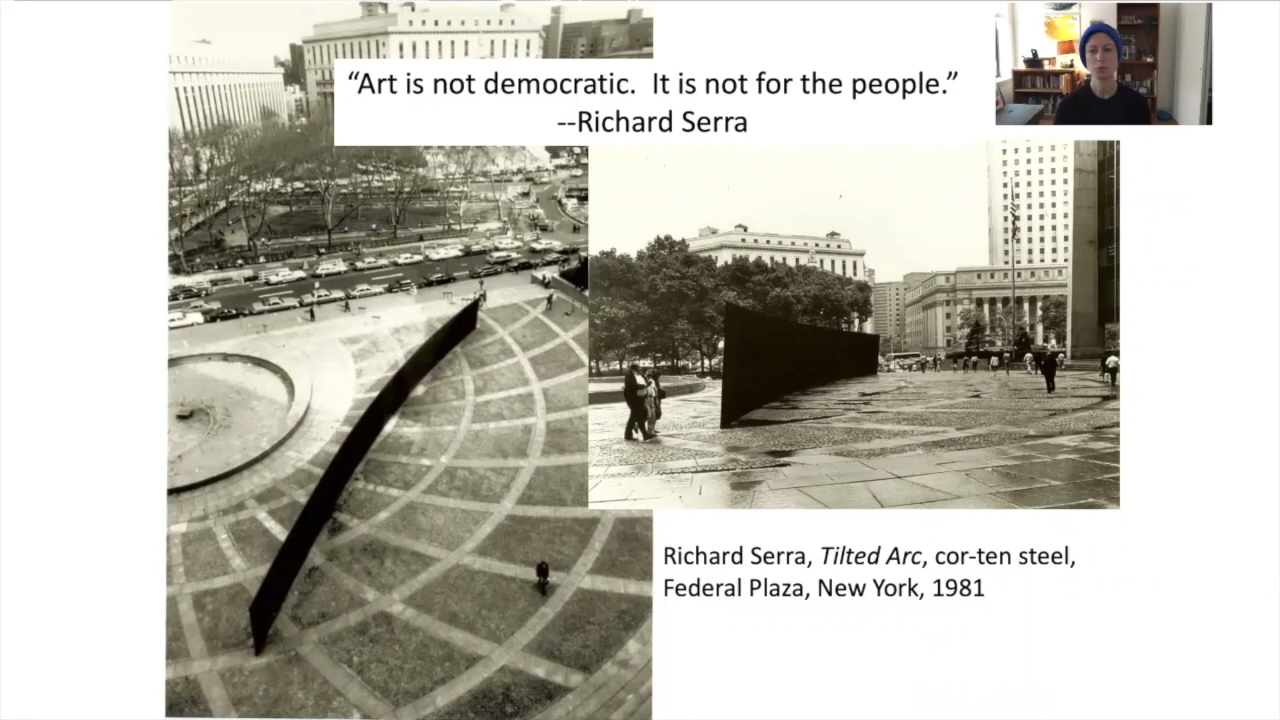 “Art is not democratic.  It is not for the people.”
--Richard Serra
Richard Serra, Tilted Arc, cor-ten steel,
Federal Plaza, New York, 1981